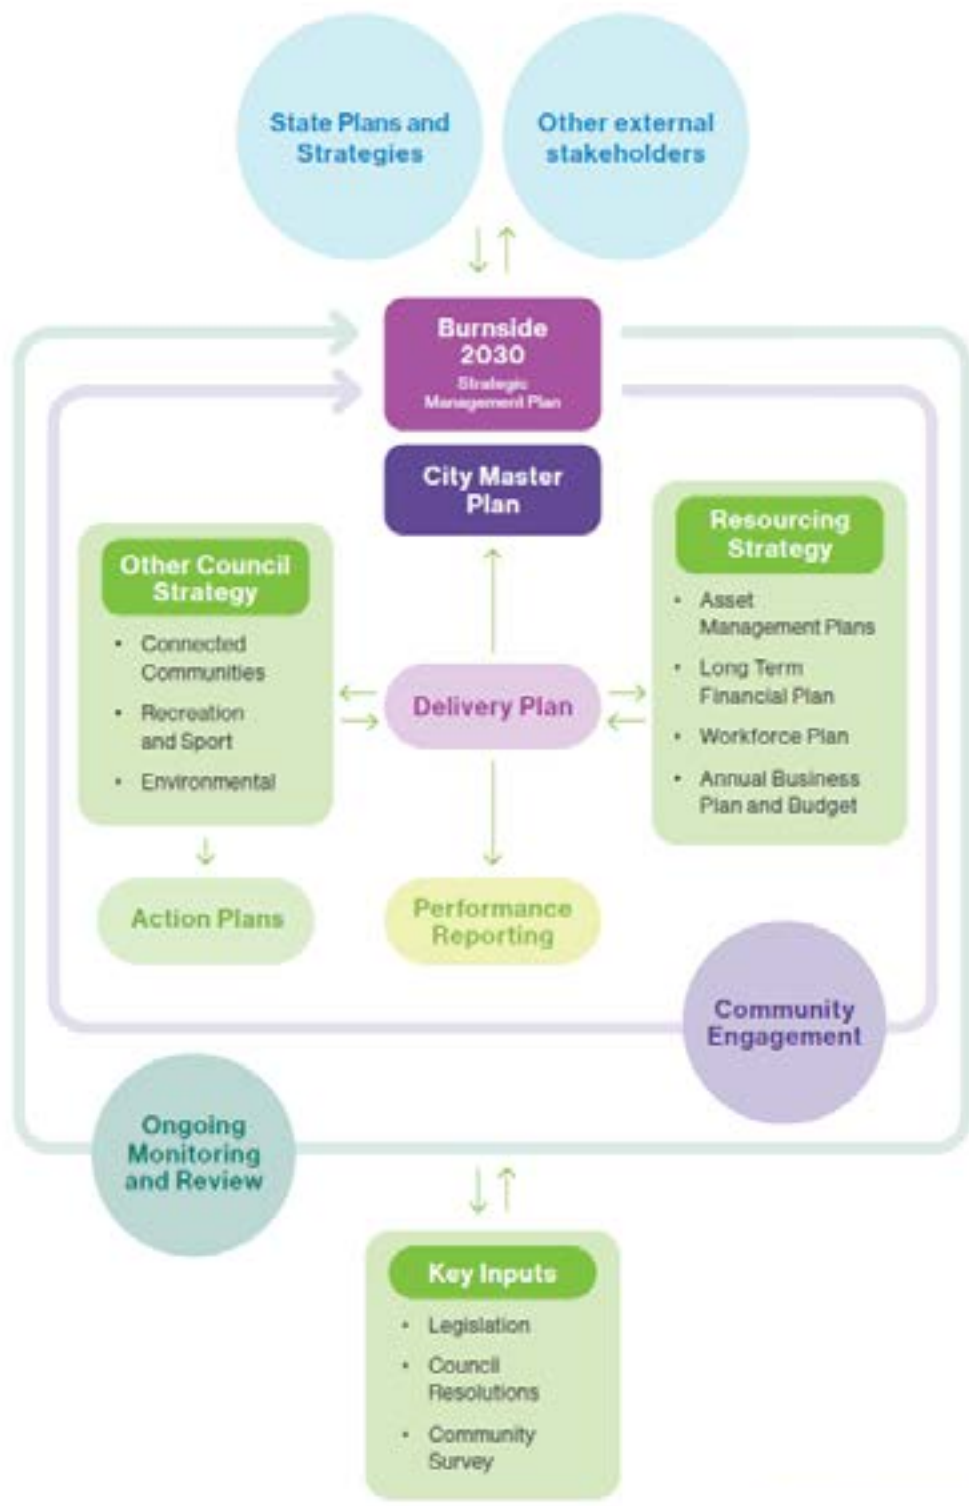 State Plans and
Strategies
Other external
stakeholders
Burnside
2030
Strategic
Management Plan
City Master
Plan
Other Council
Strategy
• Connected
Communities
• Recreation
and Sport
• Environmental
Delivery Plan
Resourcing
Strategy
• Asset
Management Plans
• Long Term
Financial Plan
• Workforce Plan
• Annual Business
Plan and Budget
Action Plans
Performance
Reporting
Community
Engagement
Ongoing
Monitoring
and Review
Key Inputs
• Legislation
• Council
Resolutions
• Community
Survey